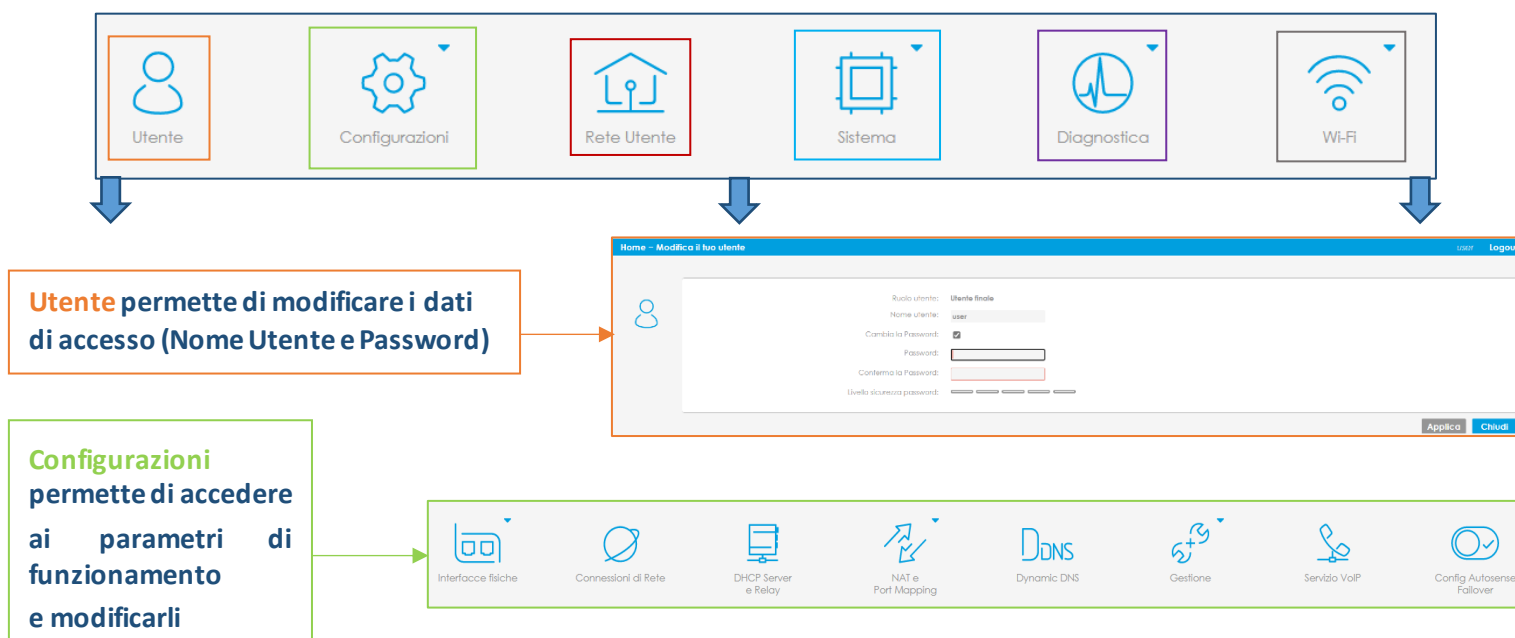 Utente
Configurazioni
Rete Utente
Sistema
Diagnostica
Wi-Fi
Home – Modifica il tuo utente
user
Logout
Utente permette di modificare i dati
di accesso (Nome Utente e Password)
Ruolo utente: Utente finale
Nome utente: user
Cambia la Password:
Password:
Conferma la Password:
Livello sicurezza password:
Applica
Chiudi
Configurazioni
permette di accedere
ai parametri di
funzionamento
e modificarli
Interfacce fisiche
Connessioni di Rete
DHCP Server
e Relay
NAT e
Port Mapping
DDNS
Dynamic DNS
Gestione
Servizio VoIP
Config Autosense
Failover